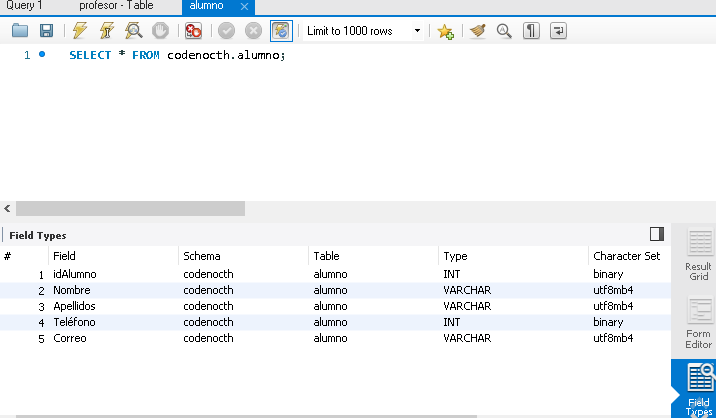 Query 1 profesor - Table alumno
Limit to 1000 rows
1 SELECT * FROM codenocth.alumno;
Field Types
# Field Schema Table Type Character Set
1 idAlumno codenocth alumno INT binary
2 Nombre codenocth alumno VARCHAR utf8mb4
3 Apellidos codenocth alumno VARCHAR utf8mb4
4 Teléfono codenocth alumno INT binary
5 Correo codenocth alumno VARCHAR utf8mb4
Result
Grid
Form
Editor
Field
Types